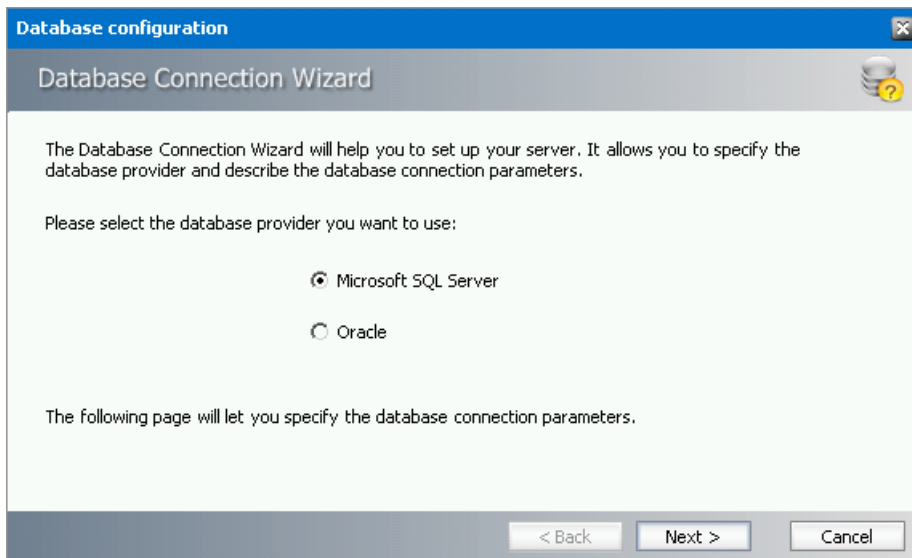 Database configuration
Database Connection Wizard
The Database Connection Wizard will help you to set up your server. It allows you to specify the
database provider and describe the database connection parameters.
Please select the database provider you want to use:
Microsoft SQL Server
Oracle
The following page will let you specify the database connection parameters.
< Back
Next >
Cancel